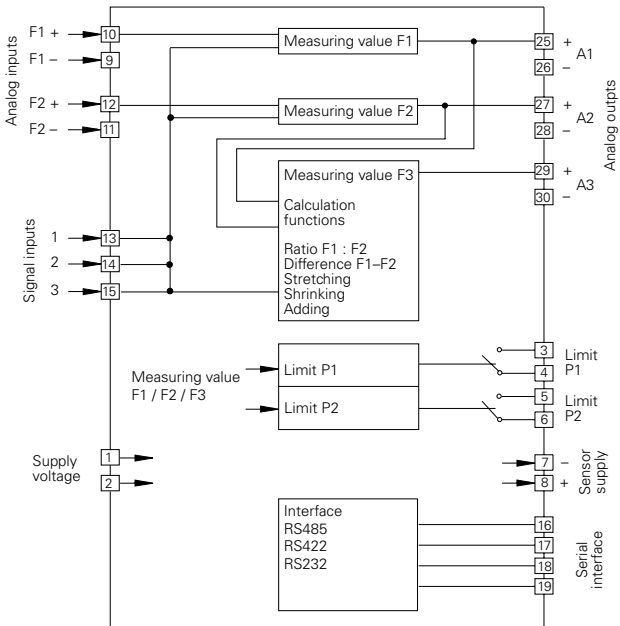 Analog inputs
F1 +
10
F1 –
9
F2 +
12
F2 –
11
Measuring value F1
Measuring value F2
Measuring value F3
Calculation
functions
Ratio F1 : F2
Difference F1–F2
Stretching
Shrinking
Adding
25
+
A1
26
–
27
+
A2
28
–
29
+
A3
30
–
Analog outpts
Signal inputs
1
13
2
14
3
15
Measuring value
F1 / F2 / F3
Limit P1
Limit P2
3
4
Limit
P1
5
6
Limit
P2
Supply
voltage
1
2
7
–
8
+
Sensor
supply
Interface
RS485
RS422
RS232
16
17
18
19
Serial
interface